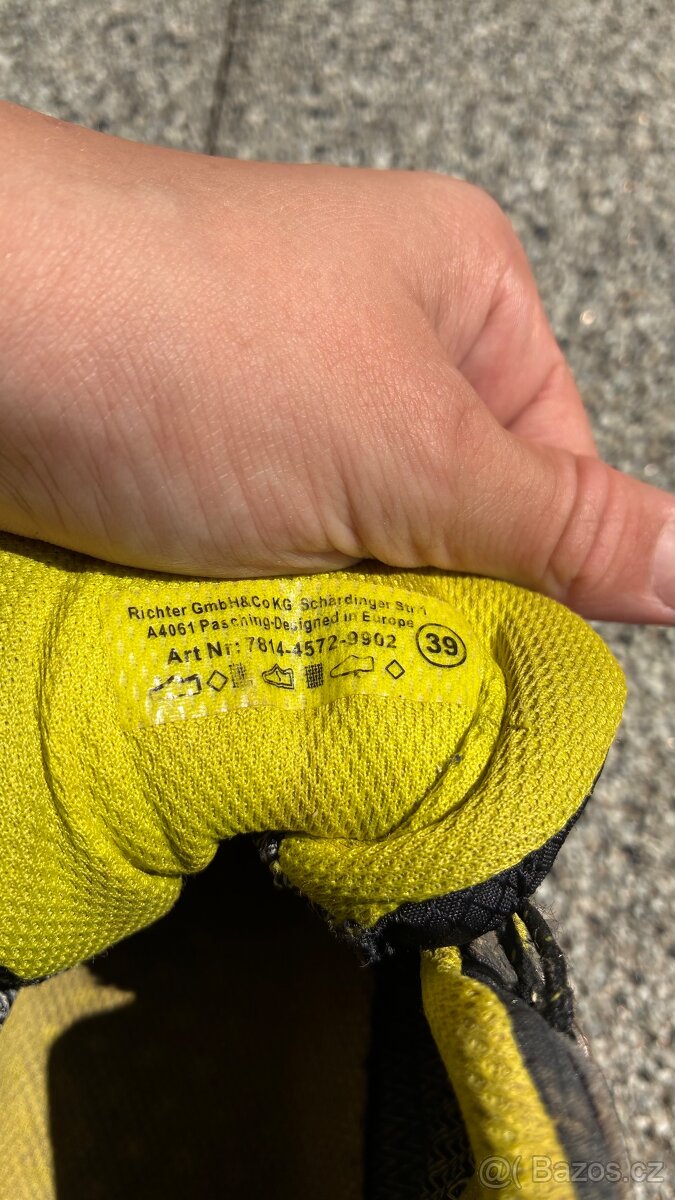 Richter GmbH&CoKG Schärdinger Str 1
A4061 Pasching-Designed in Europe
Art Nr: 7814-4572-9902
39
@( Bazos.cz